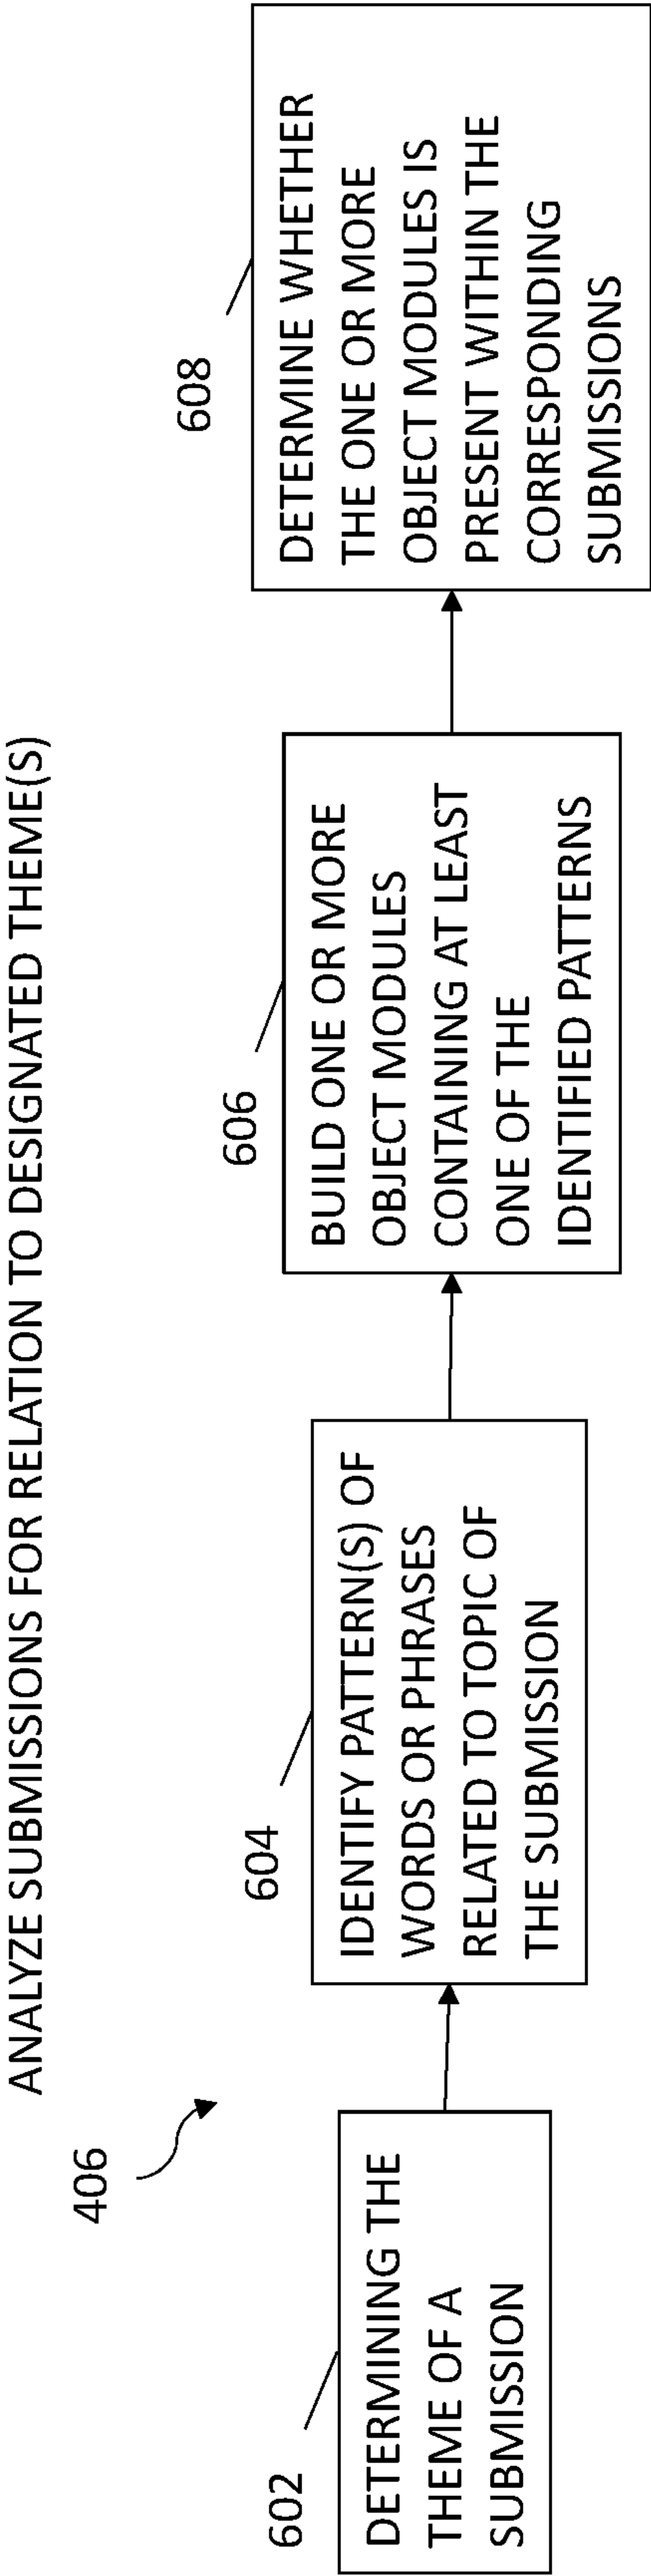 ANALYZE SUBMISSIONS FOR RELATION TO DESIGNATED THEME(S)
406
602
DETERMINING THE
THEME OF A
SUBMISSION
604
IDENTIFY PATTERN(S) OF
WORDS OR PHRASES
RELATED TO TOPIC OF
THE SUBMISSION
606
BUILD ONE OR MORE
OBJECT MODULES
CONTAINING AT LEAST
ONE OF THE
IDENTIFIED PATTERNS
608
DETERMINE WHETHER
THE ONE OR MORE
OBJECT MODULES IS
PRESENT WITHIN THE
CORRESPONDING
SUBMISSIONS